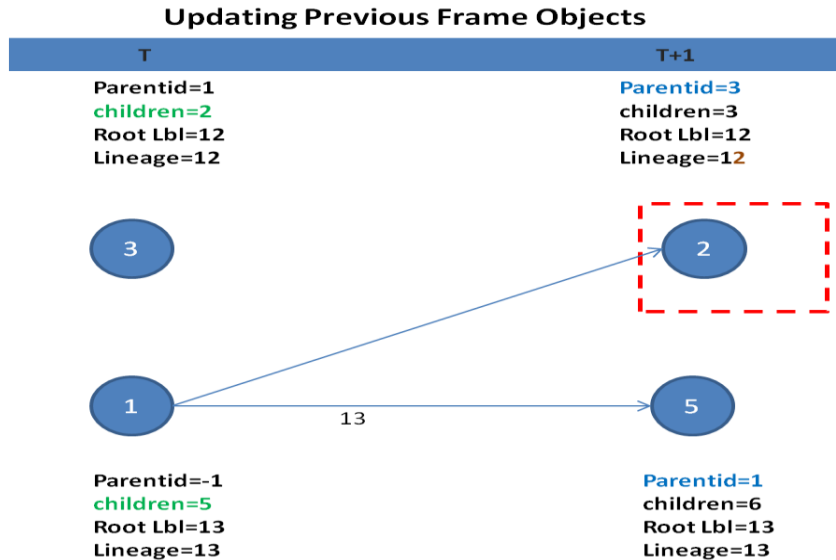 Updating Previous Frame Objects
T T+1
Parentid=1
children=2
Root Lbl=12
Lineage=12
Parentid=3
children=3
Root Lbl=12
Lineage=12
3
2
1
13
5
Parentid=-1
children=5
Root Lbl=13
Lineage=13
Parentid=1
children=6
Root Lbl=13
Lineage=13